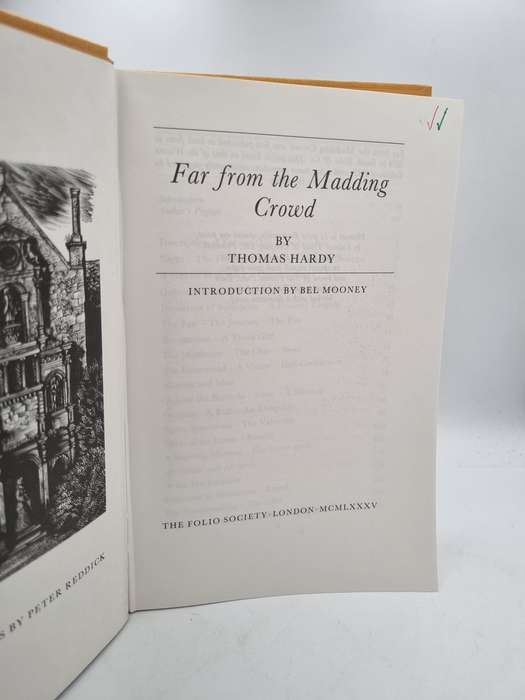 Far from the Madding
Crowd
BY
THOMAS HARDY
INTRODUCTION BY BEL MOONEY
THE FOLIO SOCIETY·LONDON·MCMLXXXV
BY PETER REDDICK